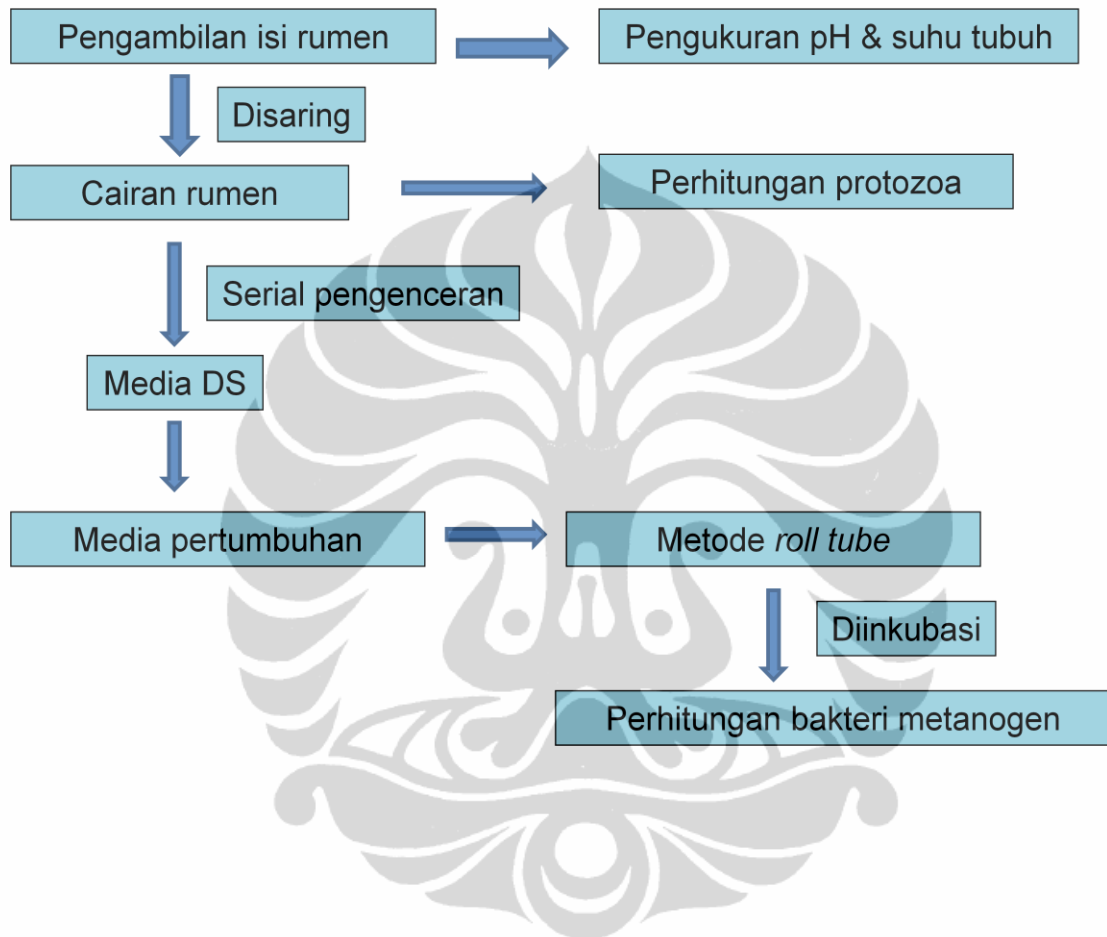 Pengambilan isi rumen
Pengukuran pH & suhu tubuh
Disaring
Cairan rumen
Perhitungan protozoa
Serial pengenceran
Media DS
Media pertumbuhan
Metode roll tube
Diinkubasi
Perhitungan bakteri metanogen